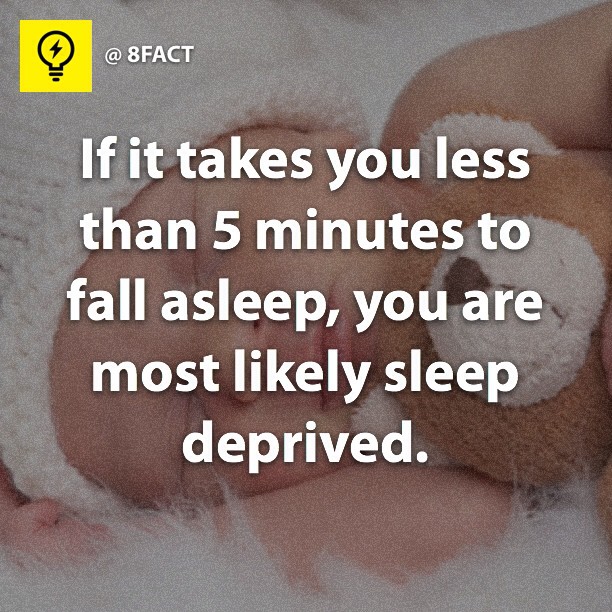 @ 8FACT
If it takes you less
than 5 minutes to
fall asleep, you are
most likely sleep
deprived.